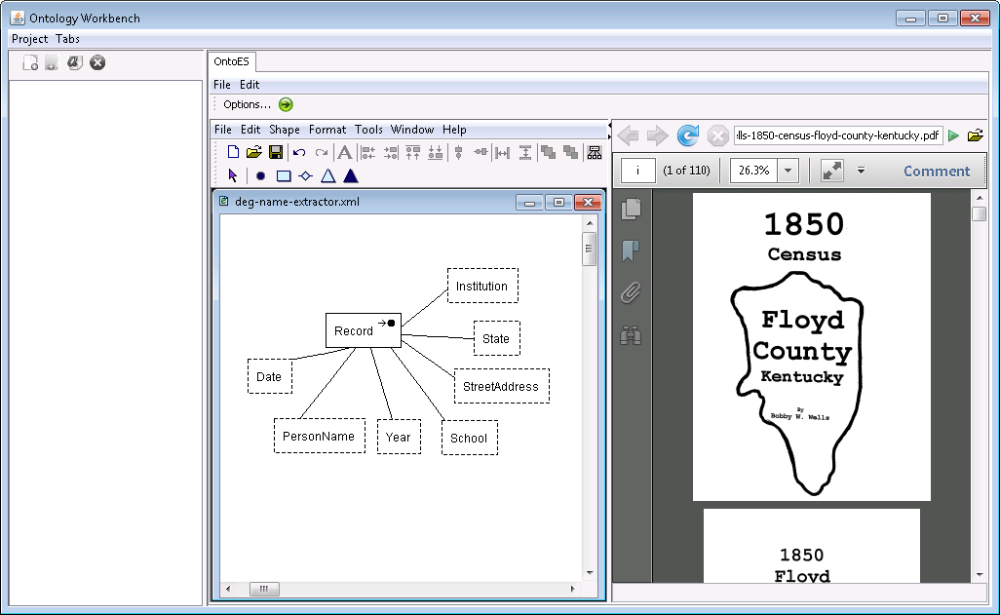 Ontology Workbench
Project Tabs
OntoES
File Edit
Options...
File Edit Shape Format Tools Window Help
lls-1850-census-floyd-county-kentucky.pdf
i (1 of 110) 26.3% Comment
deg-name-extractor.xml
Institution
Record
State
Date
StreetAddress
PersonName
Year
School
1850
Census
Floyd
County
Kentucky
By
Bobby W. Wells
1850
Floyd